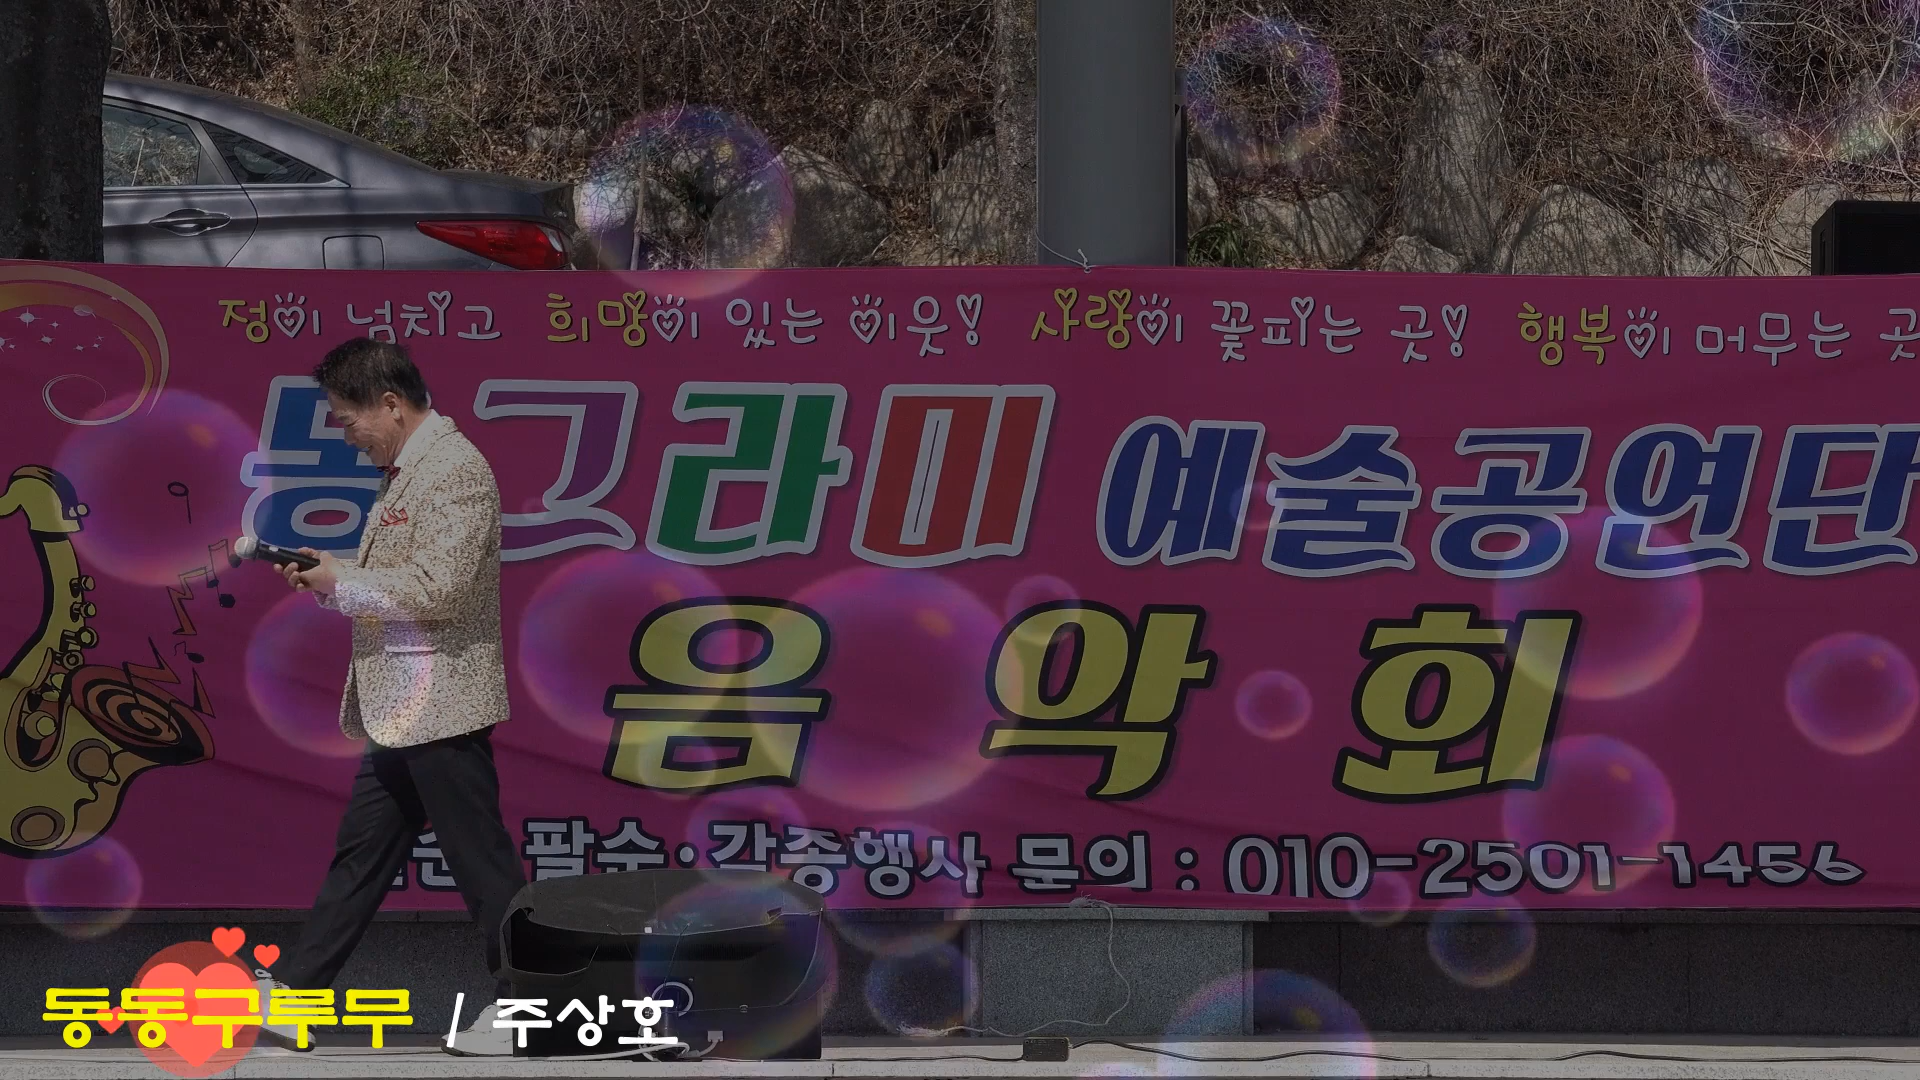 정이 넘치고 희망이 있는 이웃! 사랑이 꽃피는 곳! 행복이 머무는 곳
동그라미 예술공연단
음악회
팔순·각종행사 문의 : 010-2501-1456
동동구루무 / 주상호